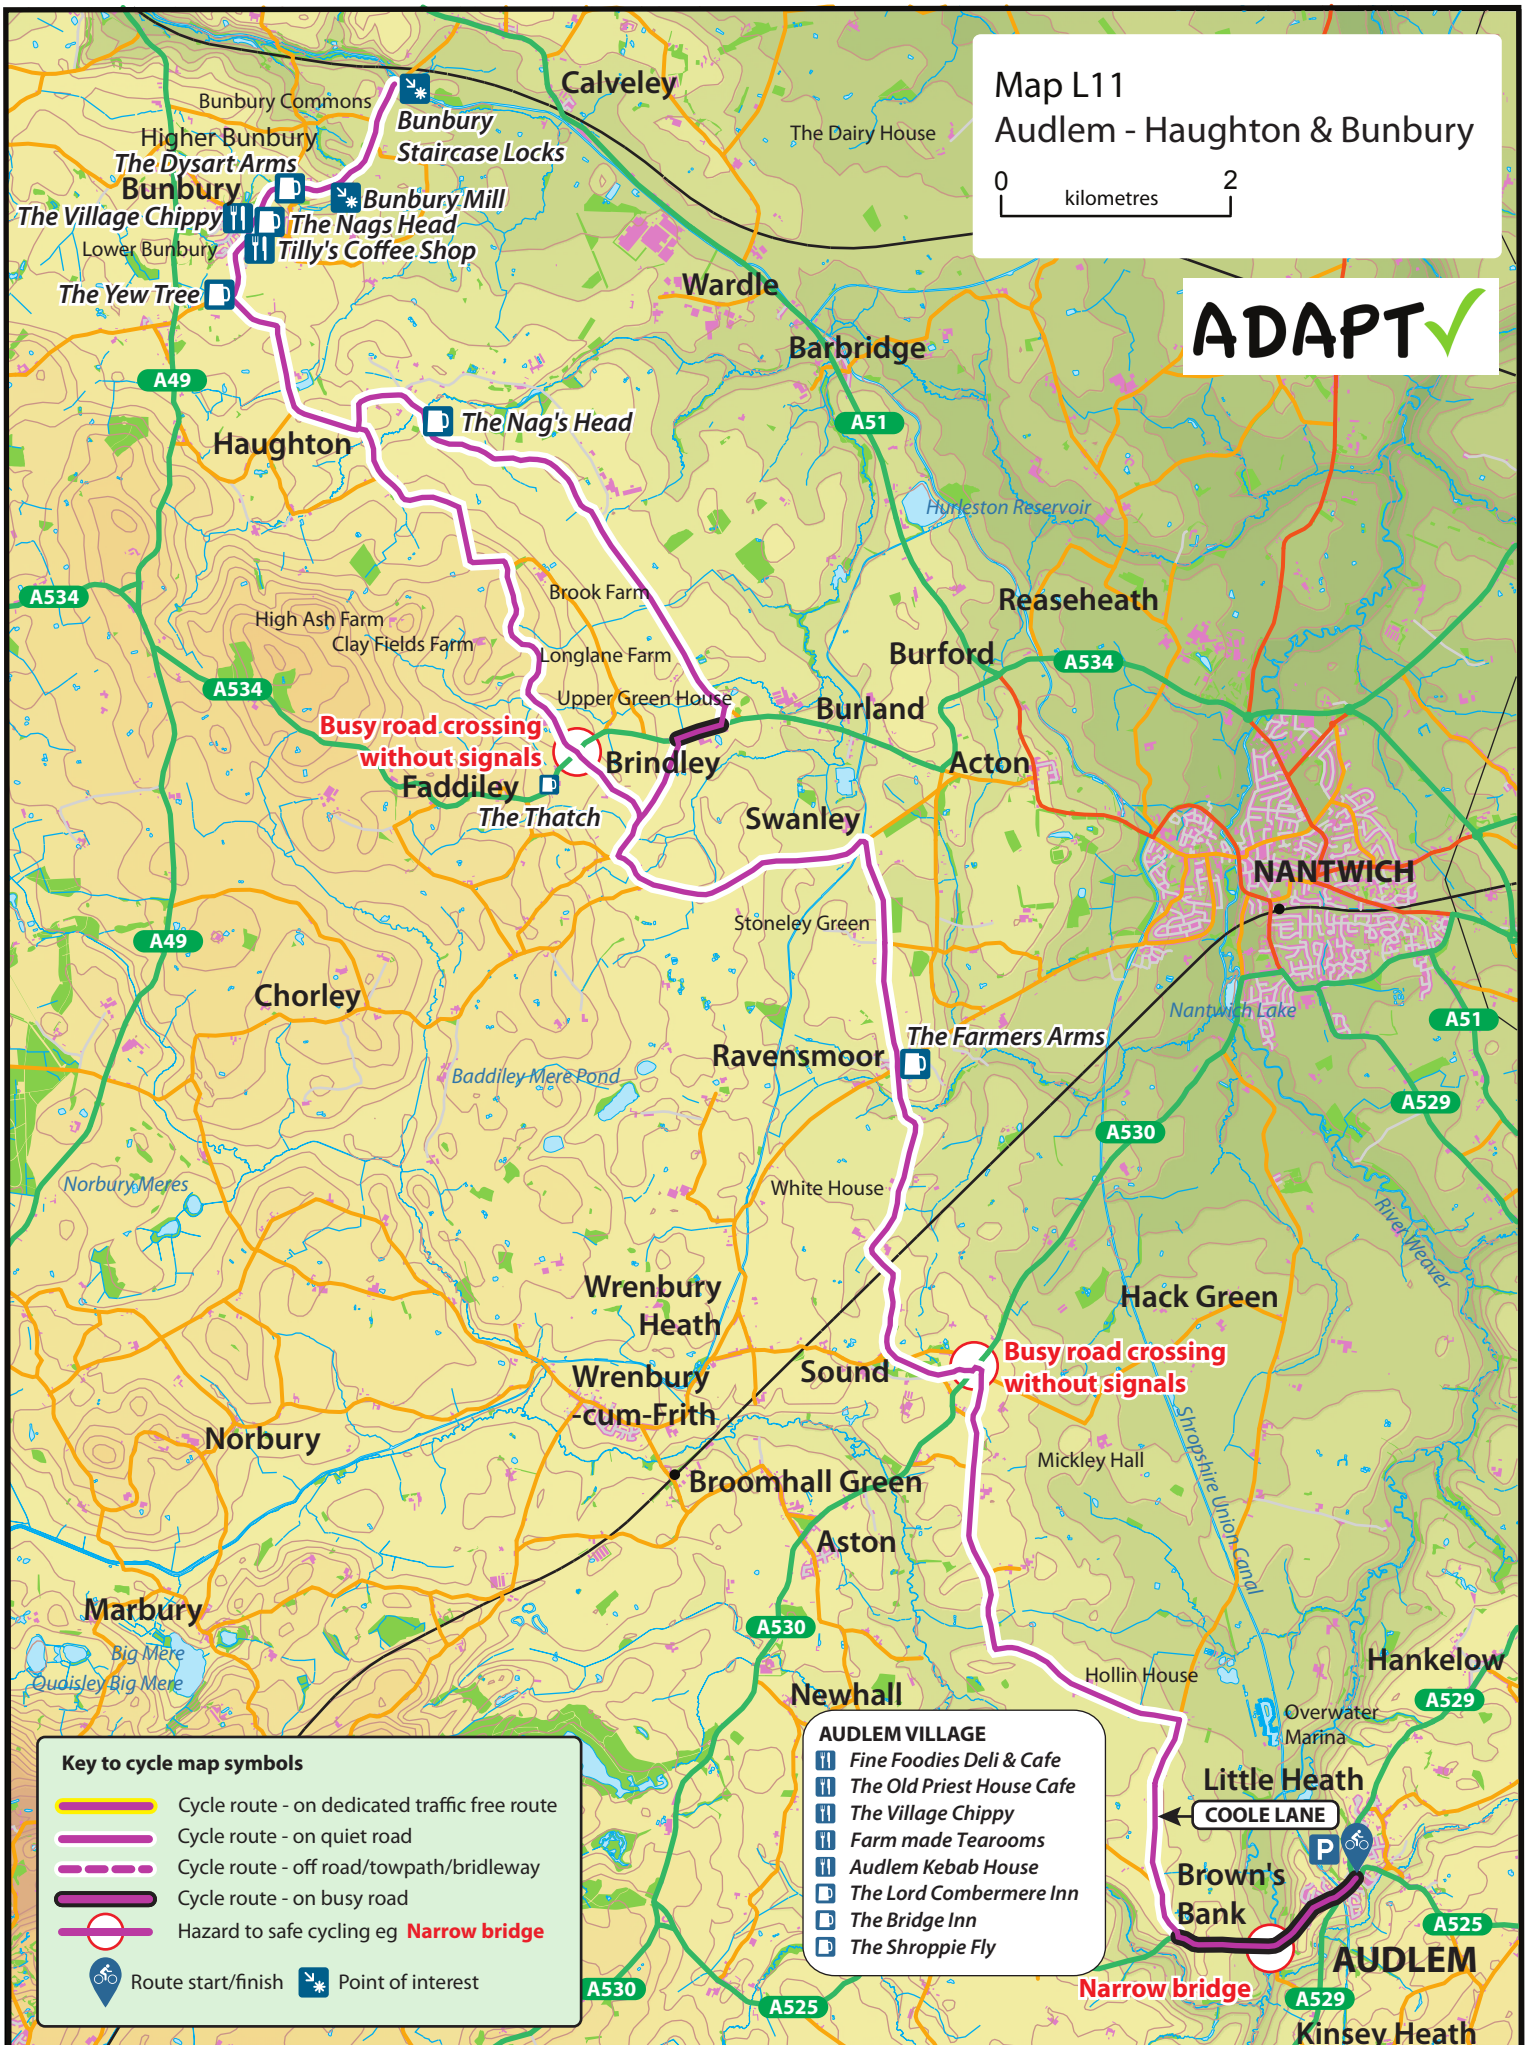 Map L11
Audlem - Haughton & Bunbury
0
2
kilometres
ADAPT
Calveley
The Dairy House
Bunbury Commons
Bunbury
Staircase Locks
Higher Bunbury
The Dysart Arms
Bunbury
Bunbury Mill
The Village Chippy
The Nags Head
Lower Bunbury
Tilly's Coffee Shop
The Yew Tree
Wardle
Barbridge
A49
A51
The Nag's Head
Haughton
Hurleston Reservoir
A534
Brook Farm
Reaseheath
High Ash Farm
Clay Fields Farm
Longlane Farm
Burford
A534
A534
Upper Green House
Burland
Busy road crossing
without signals
Brindley
Acton
Faddiley
The Thatch
Swanley
NANTWICH
Stoneley Green
A49
Chorley
Nantwich Lake
A51
The Farmers Arms
Ravensmoor
Baddiley Mere Pond
A529
A530
Norbury Meres
White House
River Weaver
Wrenbury
Heath
Hack Green
Busy road crossing
without signals
Sound
Wrenbury
-cum-Frith
Norbury
Shropshire Union Canal
Mickley Hall
Broomhall Green
Aston
Marbury
A530
Big Mere
Quoisley Big Mere
Hankelow
Hollin House
Newhall
A529
Overwater
Marina
Little Heath
COOLE LANE
P
Brown's
Bank
A525
AUDLEM
Narrow bridge
A529
Kinsey Heath
A530
A525
AUDLEM VILLAGE
Fine Foodies Deli & Cafe
The Old Priest House Cafe
The Village Chippy
Farm made Tearooms
Audlem Kebab House
The Lord Combermere Inn
The Bridge Inn
The Shroppie Fly
Key to cycle map symbols
Cycle route - on dedicated traffic free route
Cycle route - on quiet road
Cycle route - off road/towpath/bridleway
Cycle route - on busy road
Hazard to safe cycling eg Narrow bridge
Route start/finish
Point of interest